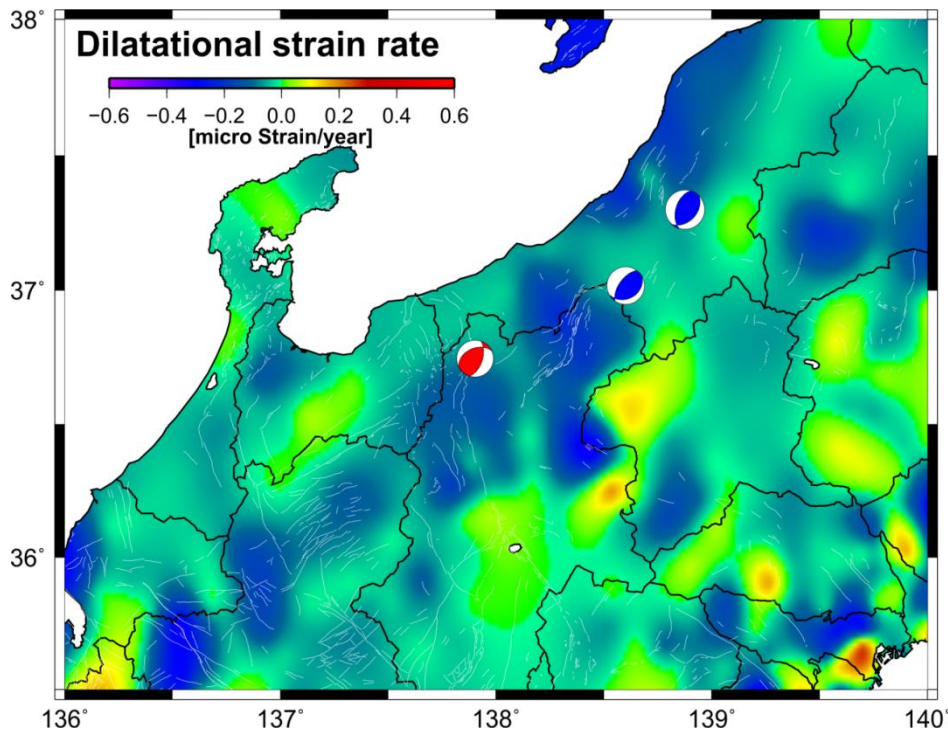 38°
Dilatational strain rate
−0.6 −0.4 −0.2 0.0 0.2 0.4 0.6
[micro Strain/year]
37°
36°
136° 137° 138° 139° 140°